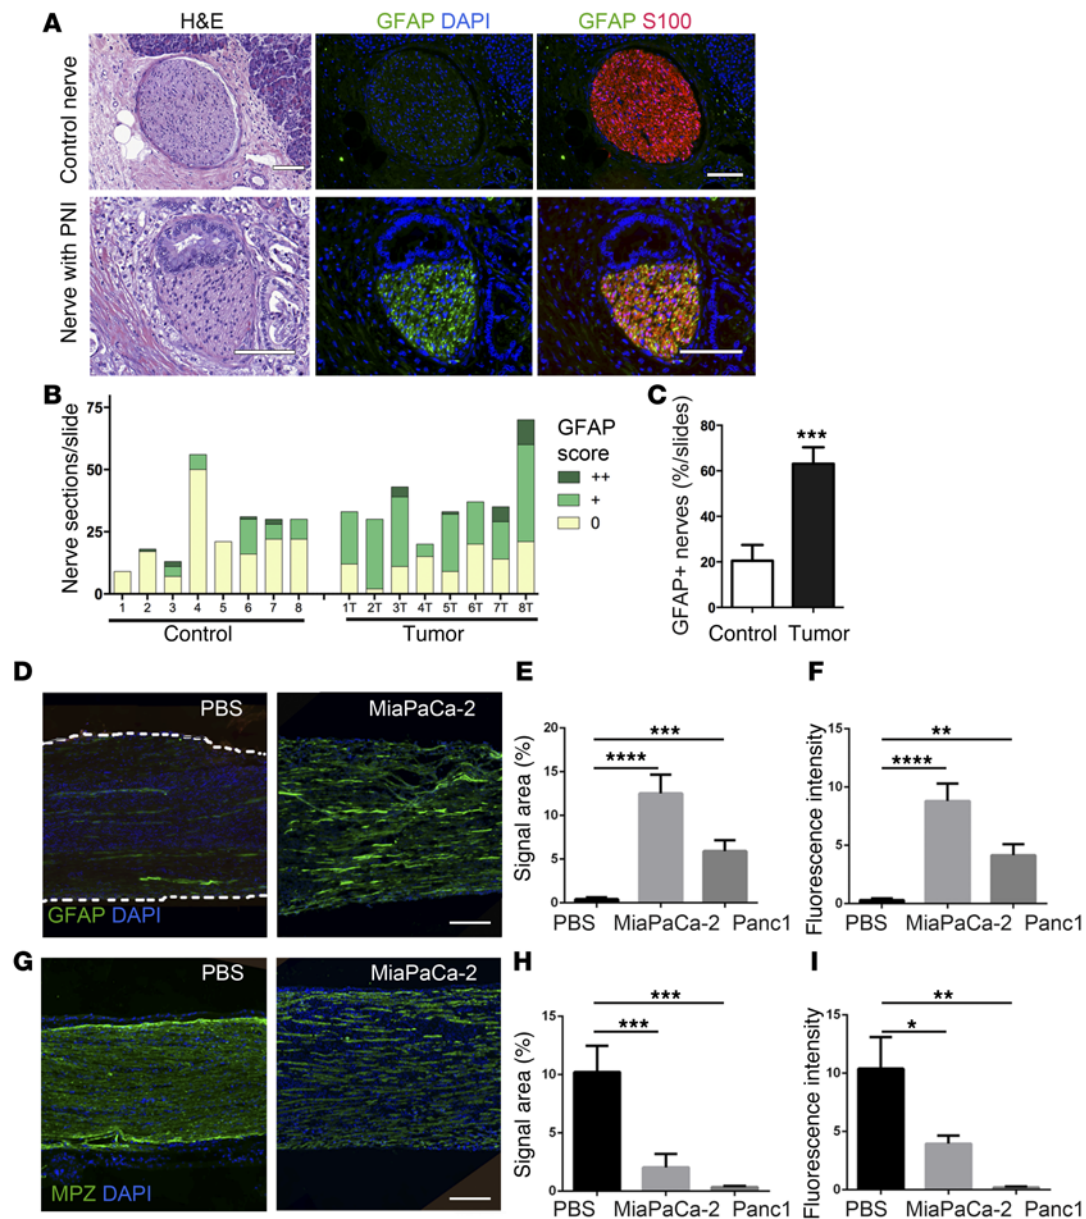 A
H&E
GFAP DAPI
GFAP S100
Control nerve
Nerve with PNI
B
Nerve sections/slide
75
50
25
0
1 2 3 4 5 6 7 8
1T 2T 3T 4T 5T 6T 7T 8T
Control
Tumor
GFAP
score
++
+
0
C
GFAP+ nerves (%/slides)
80
60
40
20
0
***
Control Tumor
D
PBS
MiaPaCa-2
GFAP DAPI
E
Signal area (%)
20
15
10
5
0
***
****
PBS MiaPaCa-2 Panc1
F
Fluorescence intensity
15
10
5
0
**
****
PBS MiaPaCa-2 Panc1
G
PBS
MiaPaCa-2
MPZ DAPI
H
Signal area (%)
15
10
5
0
***
***
PBS MiaPaCa-2 Panc1
I
Fluorescence intensity
15
10
5
0
**
*
PBS MiaPaCa-2 Panc1